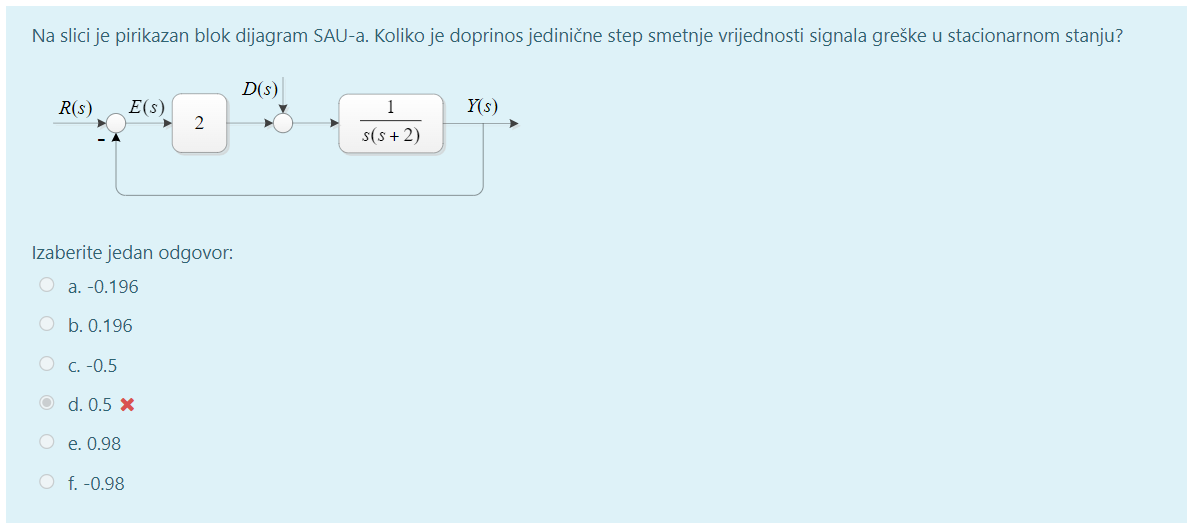 Na slici je pirikazan blok dijagram SAU-a. Koliko je doprinos jedinične step smetnje vrijednosti signala greške u stacionarnom stanju?
D(s)
R(s) E(s) Y(s)
2
1
s(s + 2)
-
Izaberite jedan odgovor:
a. -0.196
b. 0.196
c. -0.5
d. 0.5
e. 0.98
f. -0.98